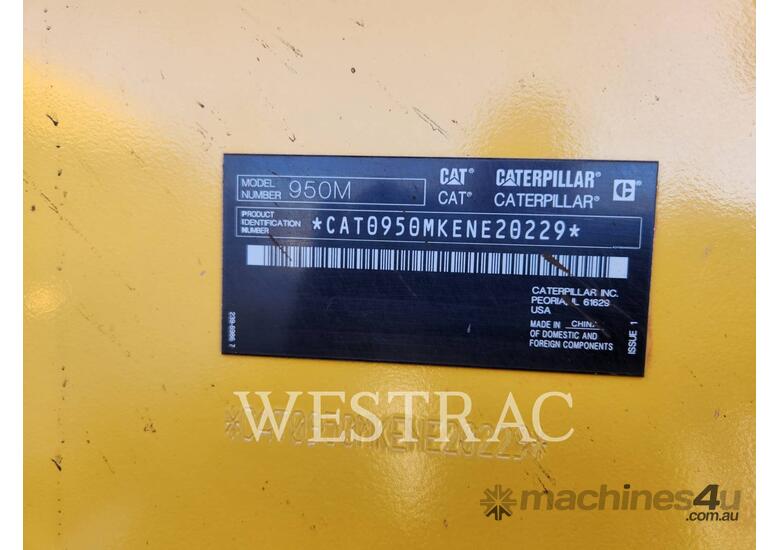 MODEL NUMBER 950M
CAT CATERPILLAR C
CAT® CATERPILLAR®
PRODUCT IDENTIFICATION NUMBER *CAT0950MKENE20229*
CATERPILLAR INC.
PEORIA, IL 61629
USA
MADE IN CHINA
OF DOMESTIC AND
FOREIGN COMPONENTS
ISSUE 1
WESTRAC
*CAT0950MKENE20229*
machines4u
.com.au